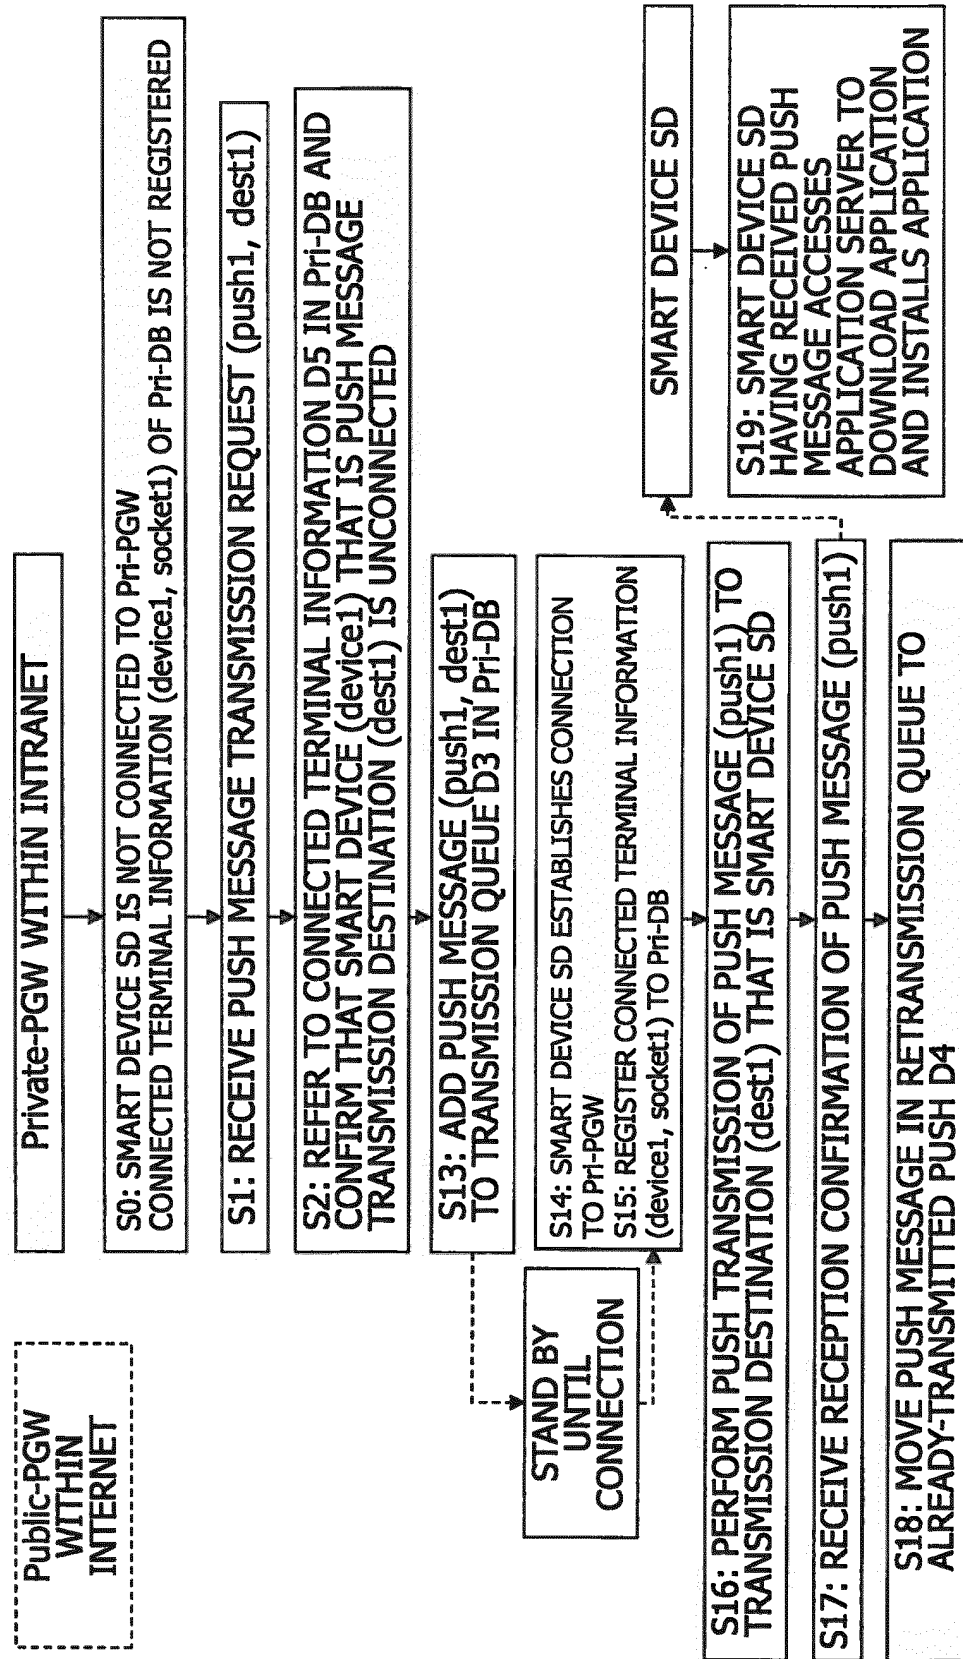 Public-PGW
WITHIN
INTERNET
Private-PGW WITHIN INTRANET
S0: SMART DEVICE SD IS NOT CONNECTED TO Pri-PGW
CONNECTED TERMINAL INFORMATION (device1, socket1) OF Pri-DB IS NOT REGISTERED
S1: RECEIVE PUSH MESSAGE TRANSMISSION REQUEST (push1, dest1)
S2: REFER TO CONNECTED TERMINAL INFORMATION D5 IN Pri-DB AND
CONFIRM THAT SMART DEVICE (device1) THAT IS PUSH MESSAGE
TRANSMISSION DESTINATION (dest1) IS UNCONNECTED
S13: ADD PUSH MESSAGE (push1, dest1)
TO TRANSMISSION QUEUE D3 IN Pri-DB
STAND BY
UNTIL
CONNECTION
S14: SMART DEVICE SD ESTABLISHES CONNECTION
TO Pri-PGW
S15: REGISTER CONNECTED TERMINAL INFORMATION
(device1, socket1) TO Pri-DB
S16: PERFORM PUSH TRANSMISSION OF PUSH MESSAGE (push1) TO
TRANSMISSION DESTINATION (dest1) THAT IS SMART DEVICE SD
S17: RECEIVE RECEPTION CONFIRMATION OF PUSH MESSAGE (push1)
S18: MOVE PUSH MESSAGE IN RETRANSMISSION QUEUE TO
ALREADY-TRANSMITTED PUSH D4
SMART DEVICE SD
S19: SMART DEVICE SD
HAVING RECEIVED PUSH
MESSAGE ACCESSES
APPLICATION SERVER TO
DOWNLOAD APPLICATION
AND INSTALLS APPLICATION